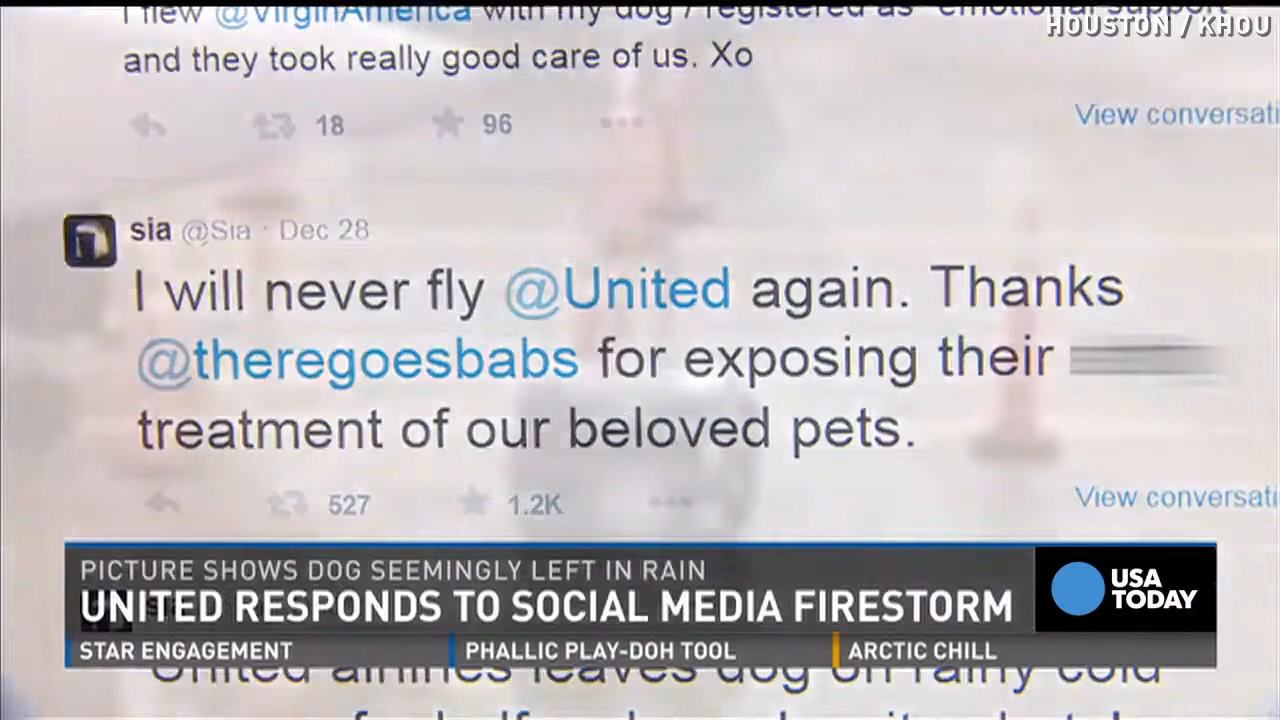 I flew @VirginAmerica with my dog / registered as "emotional support"
HOUSTON / KHOU
and they took really good care of us. Xo
18 96
View conversati
sia @Sia · Dec 28
I will never fly @United again. Thanks
@theregoesbabs for exposing their
treatment of our beloved pets.
527 1.2K
View conversati
PICTURE SHOWS DOG SEEMINGLY LEFT IN RAIN
UNITED RESPONDS TO SOCIAL MEDIA FIRESTORM
USA
TODAY
STAR ENGAGEMENT PHALLIC PLAY-DOH TOOL ARCTIC CHILL
United airlines leaves dog on rainy cold